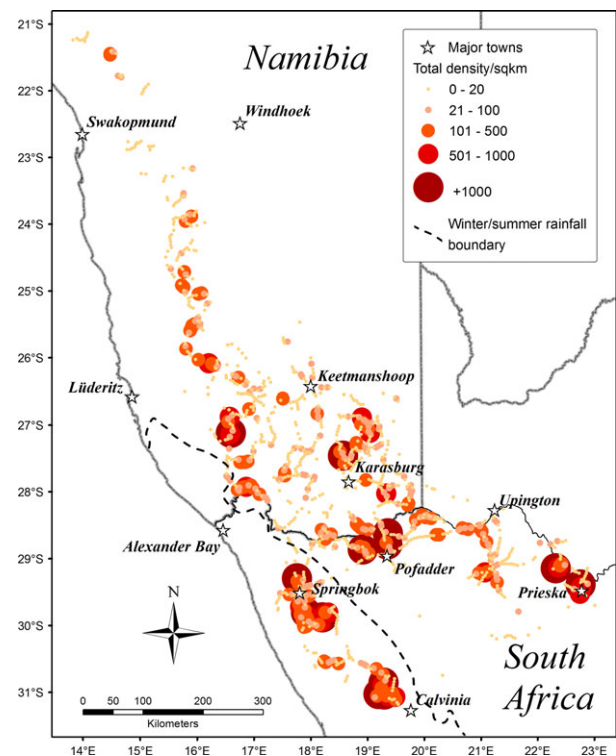 21°S
22°S
23°S
24°S
25°S
26°S
27°S
28°S
29°S
30°S
31°S
Namibia
Major towns
Total density/sqkm
0 - 20
21 - 100
101 - 500
501 - 1000
+1000
Winter/summer rainfall
boundary
Swakopmund
Windhoek
Lüderitz
Keetmanshoop
Karasburg
Upington
Alexander Bay
Pofadder
Springbok
Prieska
N
South
Africa
Calvinia
0 50 100 200 300
Kilometers
14°E 15°E 16°E 17°E 18°E 19°E 20°E 21°E 22°E 23°E